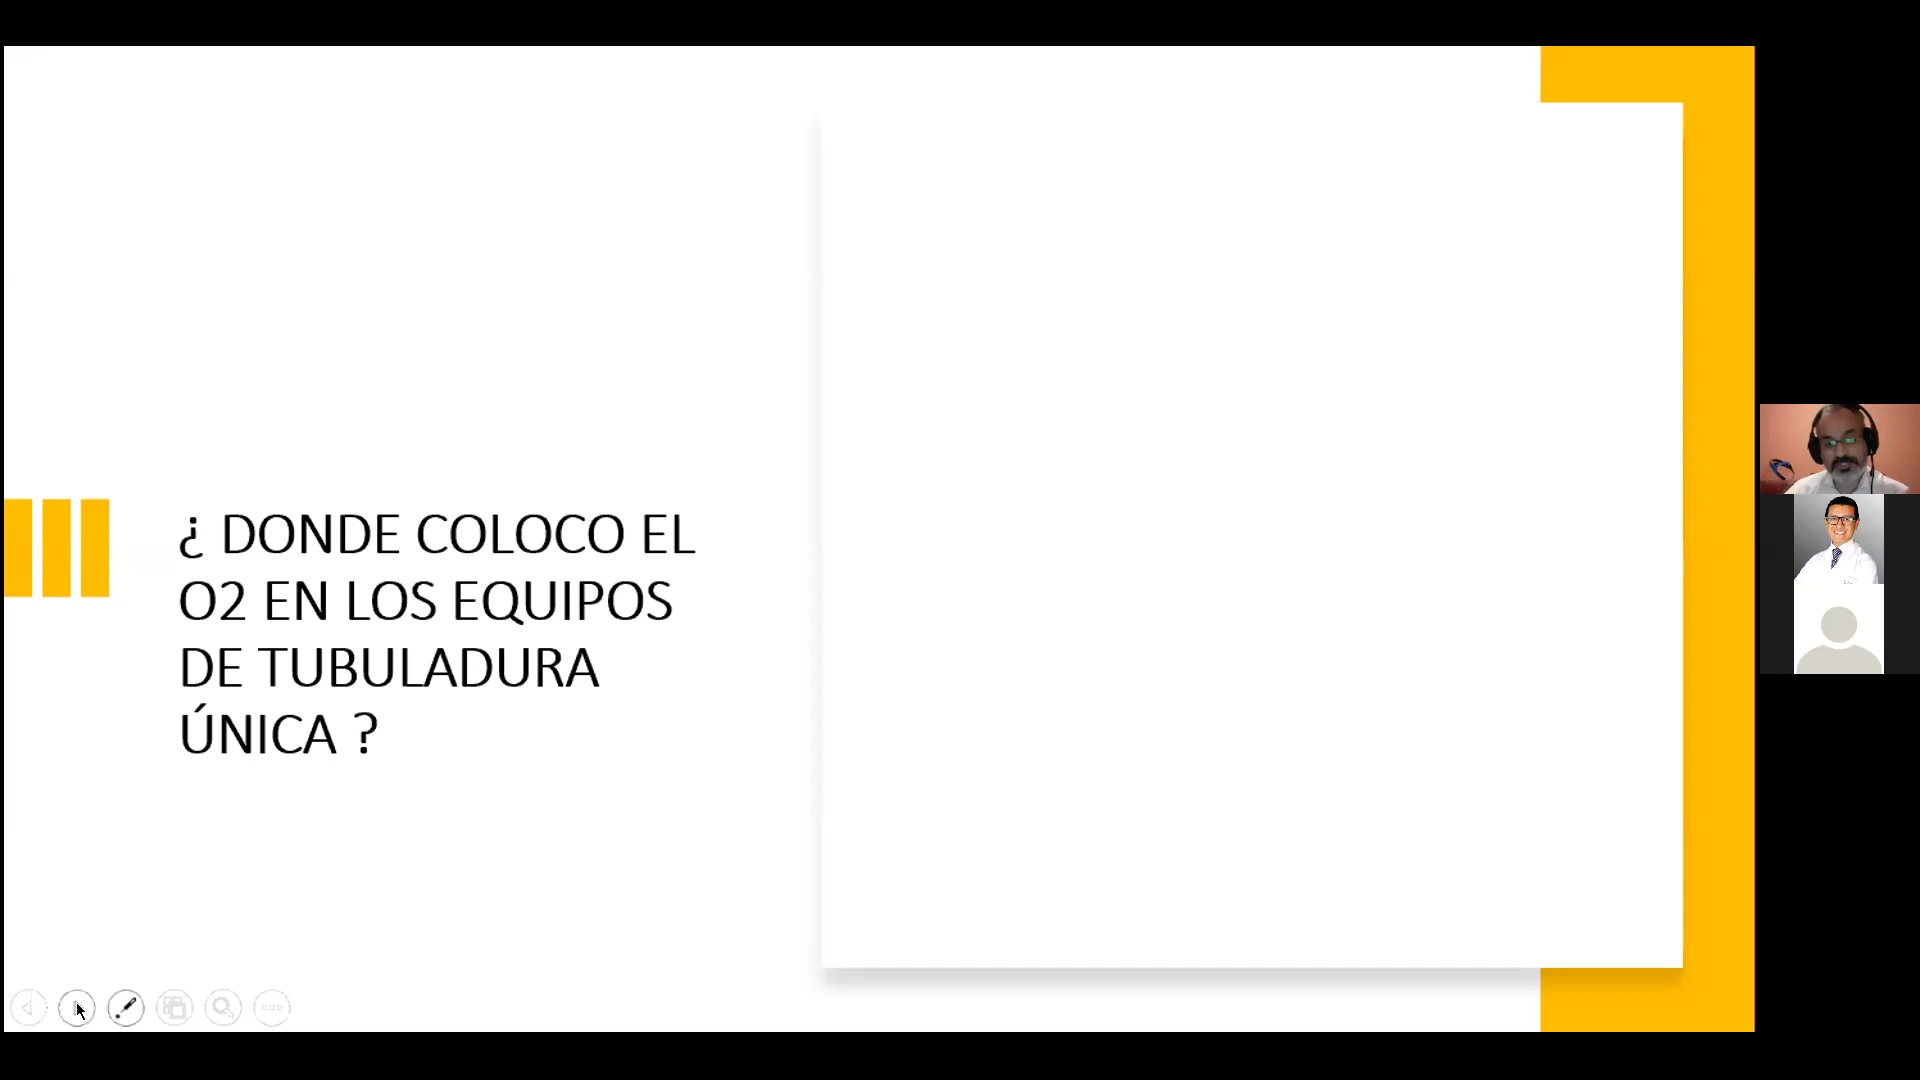 ¿ DONDE COLOCO EL
O2 EN LOS EQUIPOS
DE TUBULADURA
ÚNICA ?